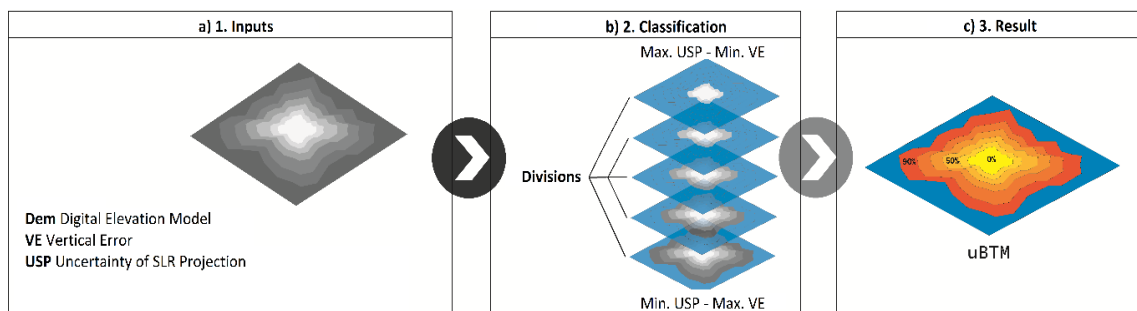 a) 1. Inputs
Dem Digital Elevation Model
VE Vertical Error
USP Uncertainty of SLR Projection
b) 2. Classification
Max. USP - Min. VE
Divisions
Min. USP - Max. VE
c) 3. Result
90%
50%
0%
uBTM